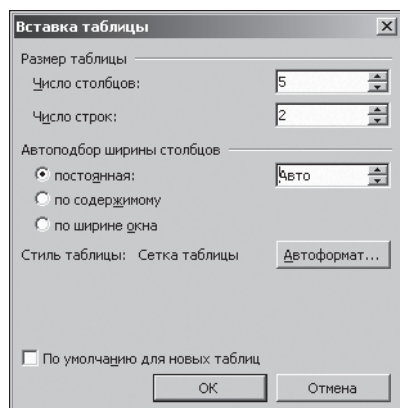 Вставка таблицы
Размер таблицы
Число столбцов: 5
Число строк: 2
Автоподбор ширины столбцов
постоянная: Авто
по содержимому
по ширине окна
Стиль таблицы: Сетка таблицы Автоформат...
По умолчанию для новых таблиц
ОК Отмена